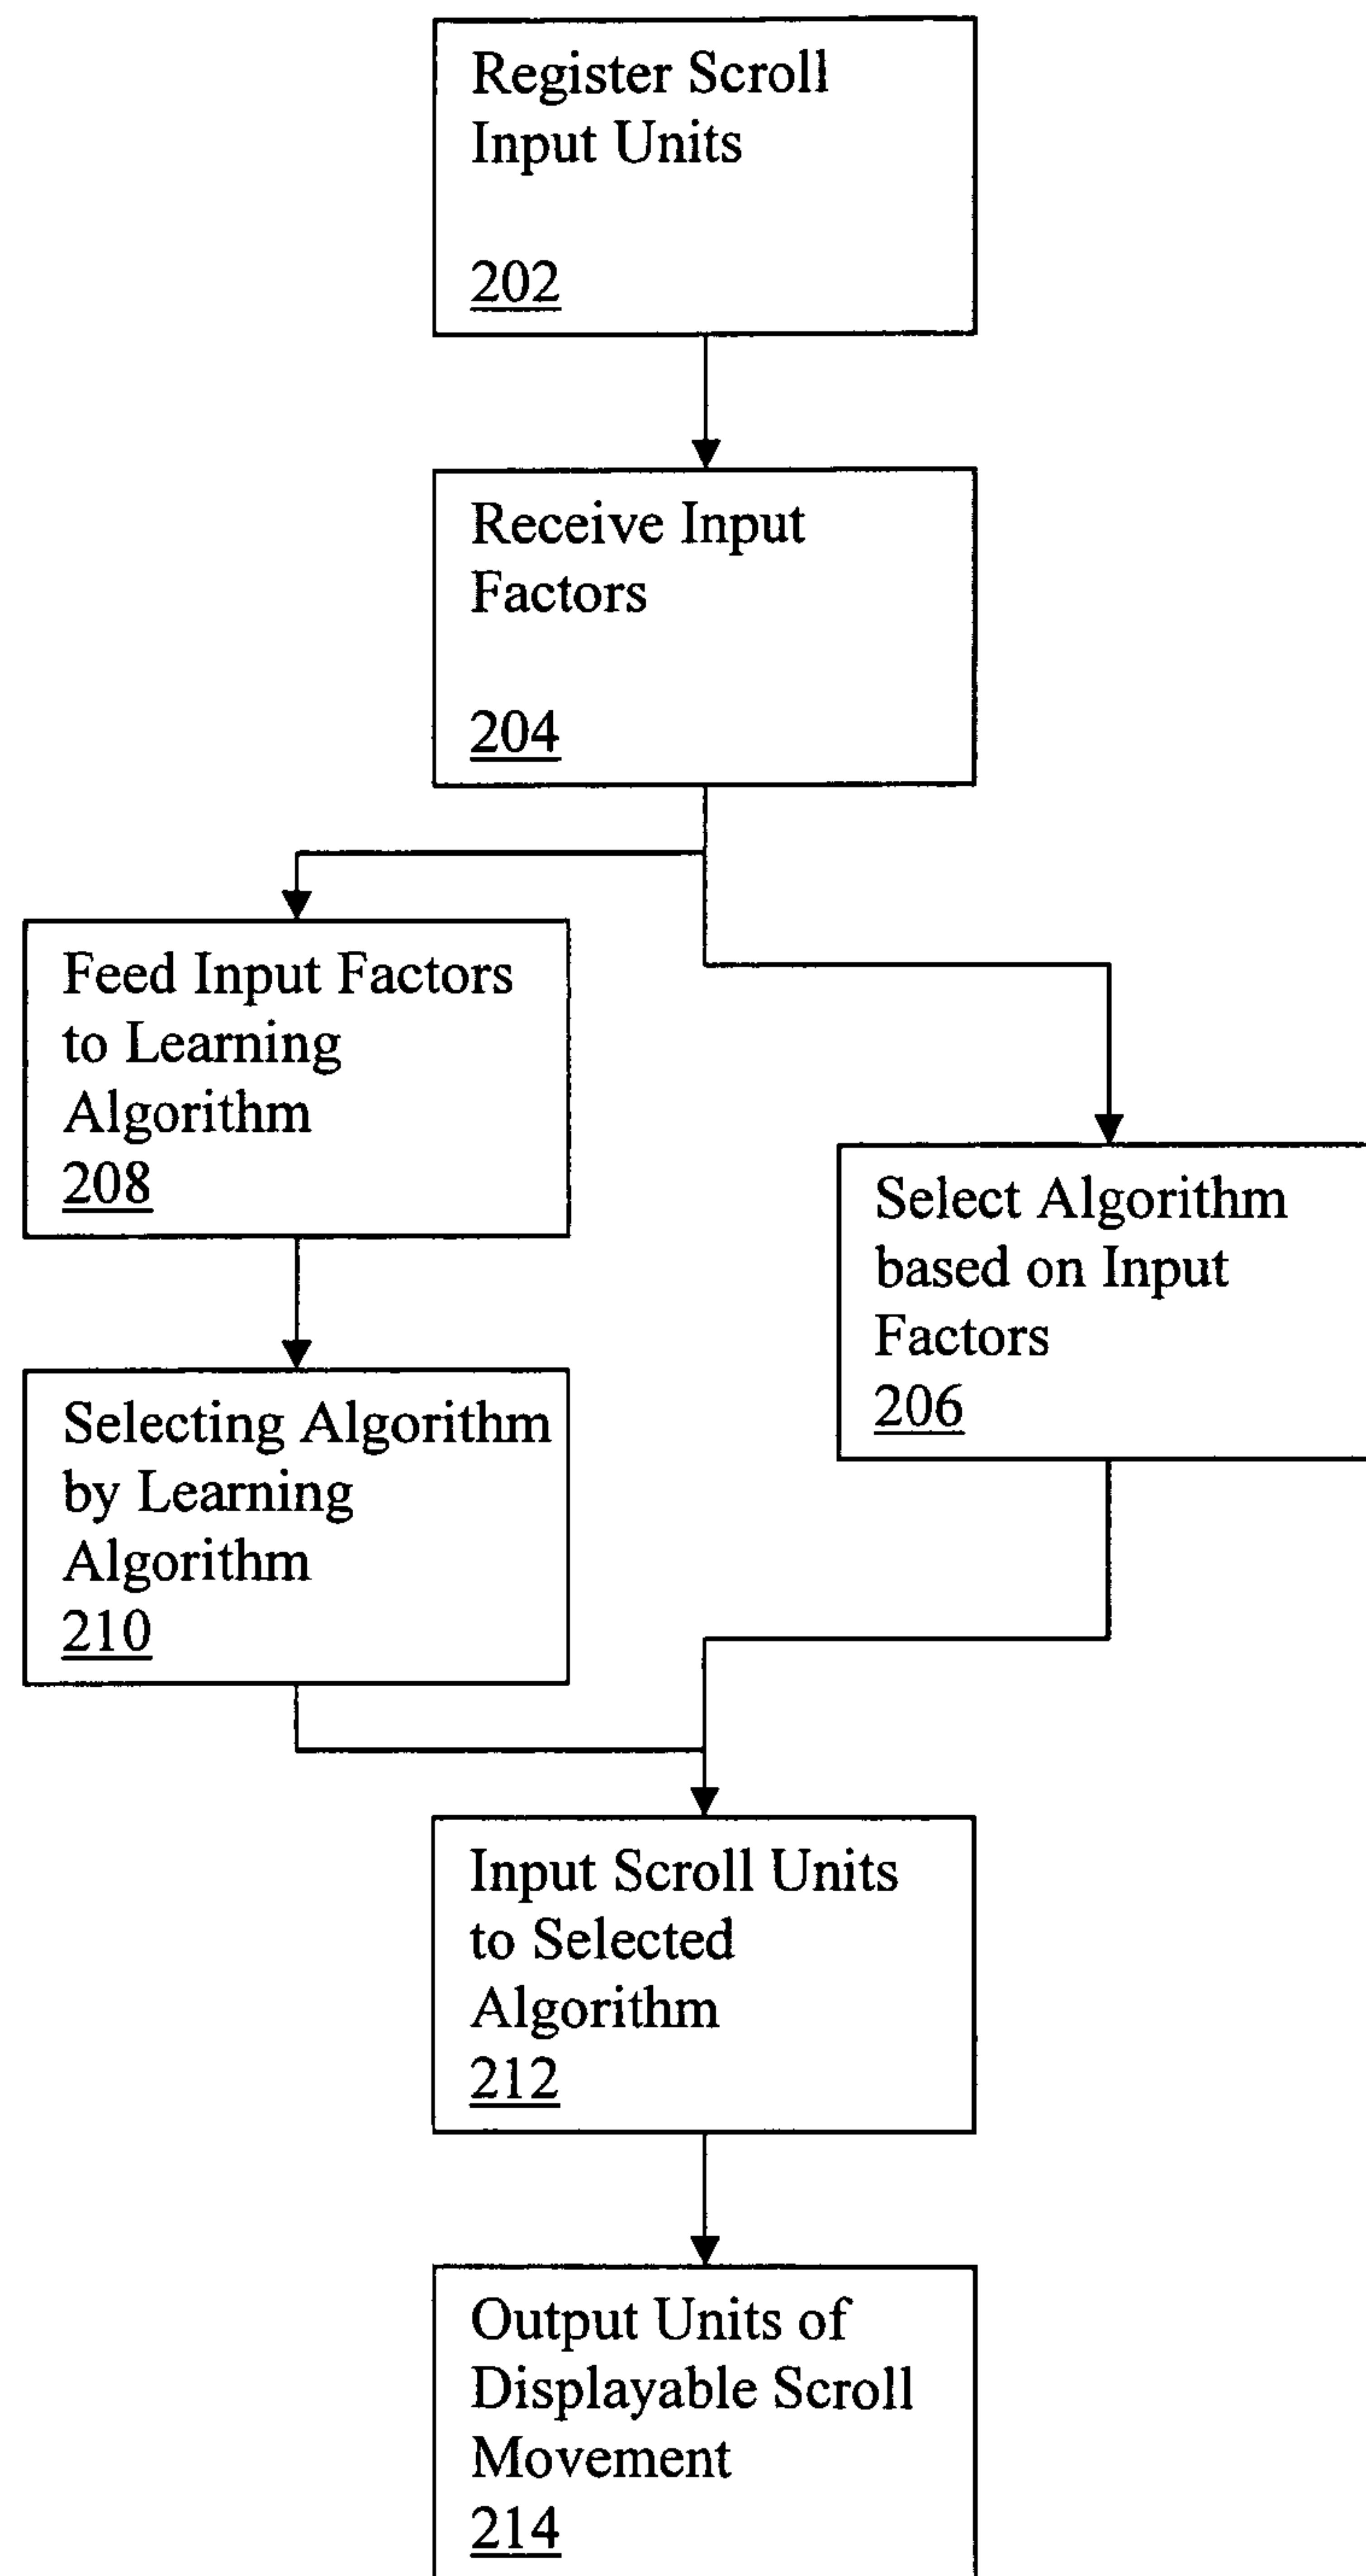 Register Scroll
Input Units
202
Receive Input
Factors
204
Feed Input Factors
to Learning
Algorithm
208
Select Algorithm
based on Input
Factors
206
Selecting Algorithm
by Learning
Algorithm
210
Input Scroll Units
to Selected
Algorithm
212
Output Units of
Displayable Scroll
Movement
214